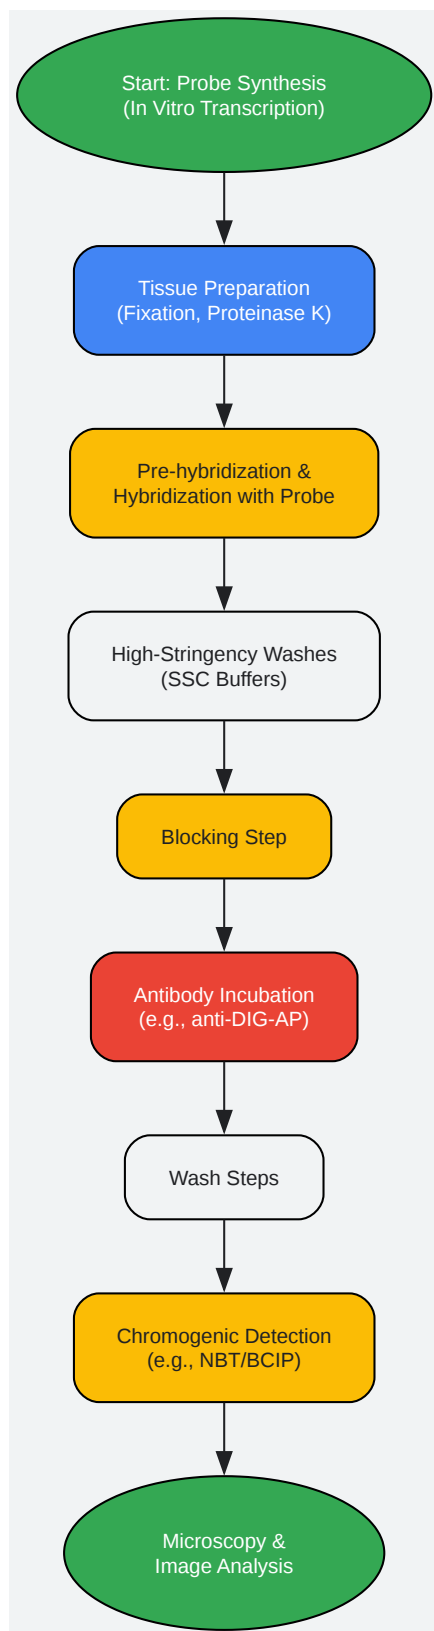 Start: Probe Synthesis
(In Vitro Transcription)
Tissue Preparation
(Fixation, Proteinase K)
Pre-hybridization &
Hybridization with Probe
High-Stringency Washes
(SSC Buffers)
Blocking Step
Antibody Incubation
(e.g., anti-DIG-AP)
Wash Steps
Chromogenic Detection
(e.g., NBT/BCIP)
Microscopy &
Image Analysis